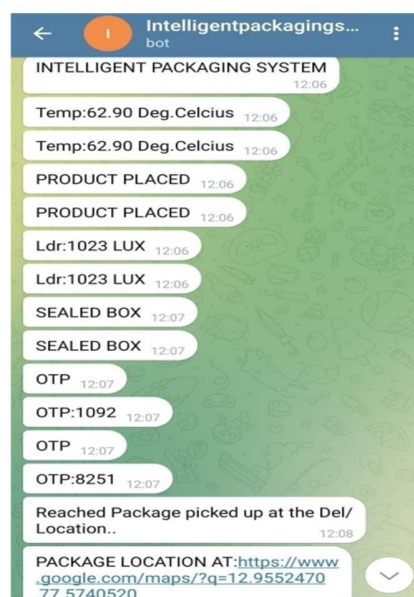 Intelligentpackagings...
I
bot
INTELLIGENT PACKAGING SYSTEM
12:06
Temp:62.90 Deg.Celcius 12:06
Temp:62.90 Deg.Celcius 12:06
PRODUCT PLACED 12:06
PRODUCT PLACED 12:06
Ldr:1023 LUX 12:06
Ldr:1023 LUX 12:06
SEALED BOX 12:07
SEALED BOX 12:07
OTP 12:07
OTP:1092 12:07
OTP 12:07
OTP:8251 12:07
Reached Package picked up at the Del/
Location..
12:08
PACKAGE LOCATION AT:https://www
.google.com/maps/?q=12.9552470
77.5740520